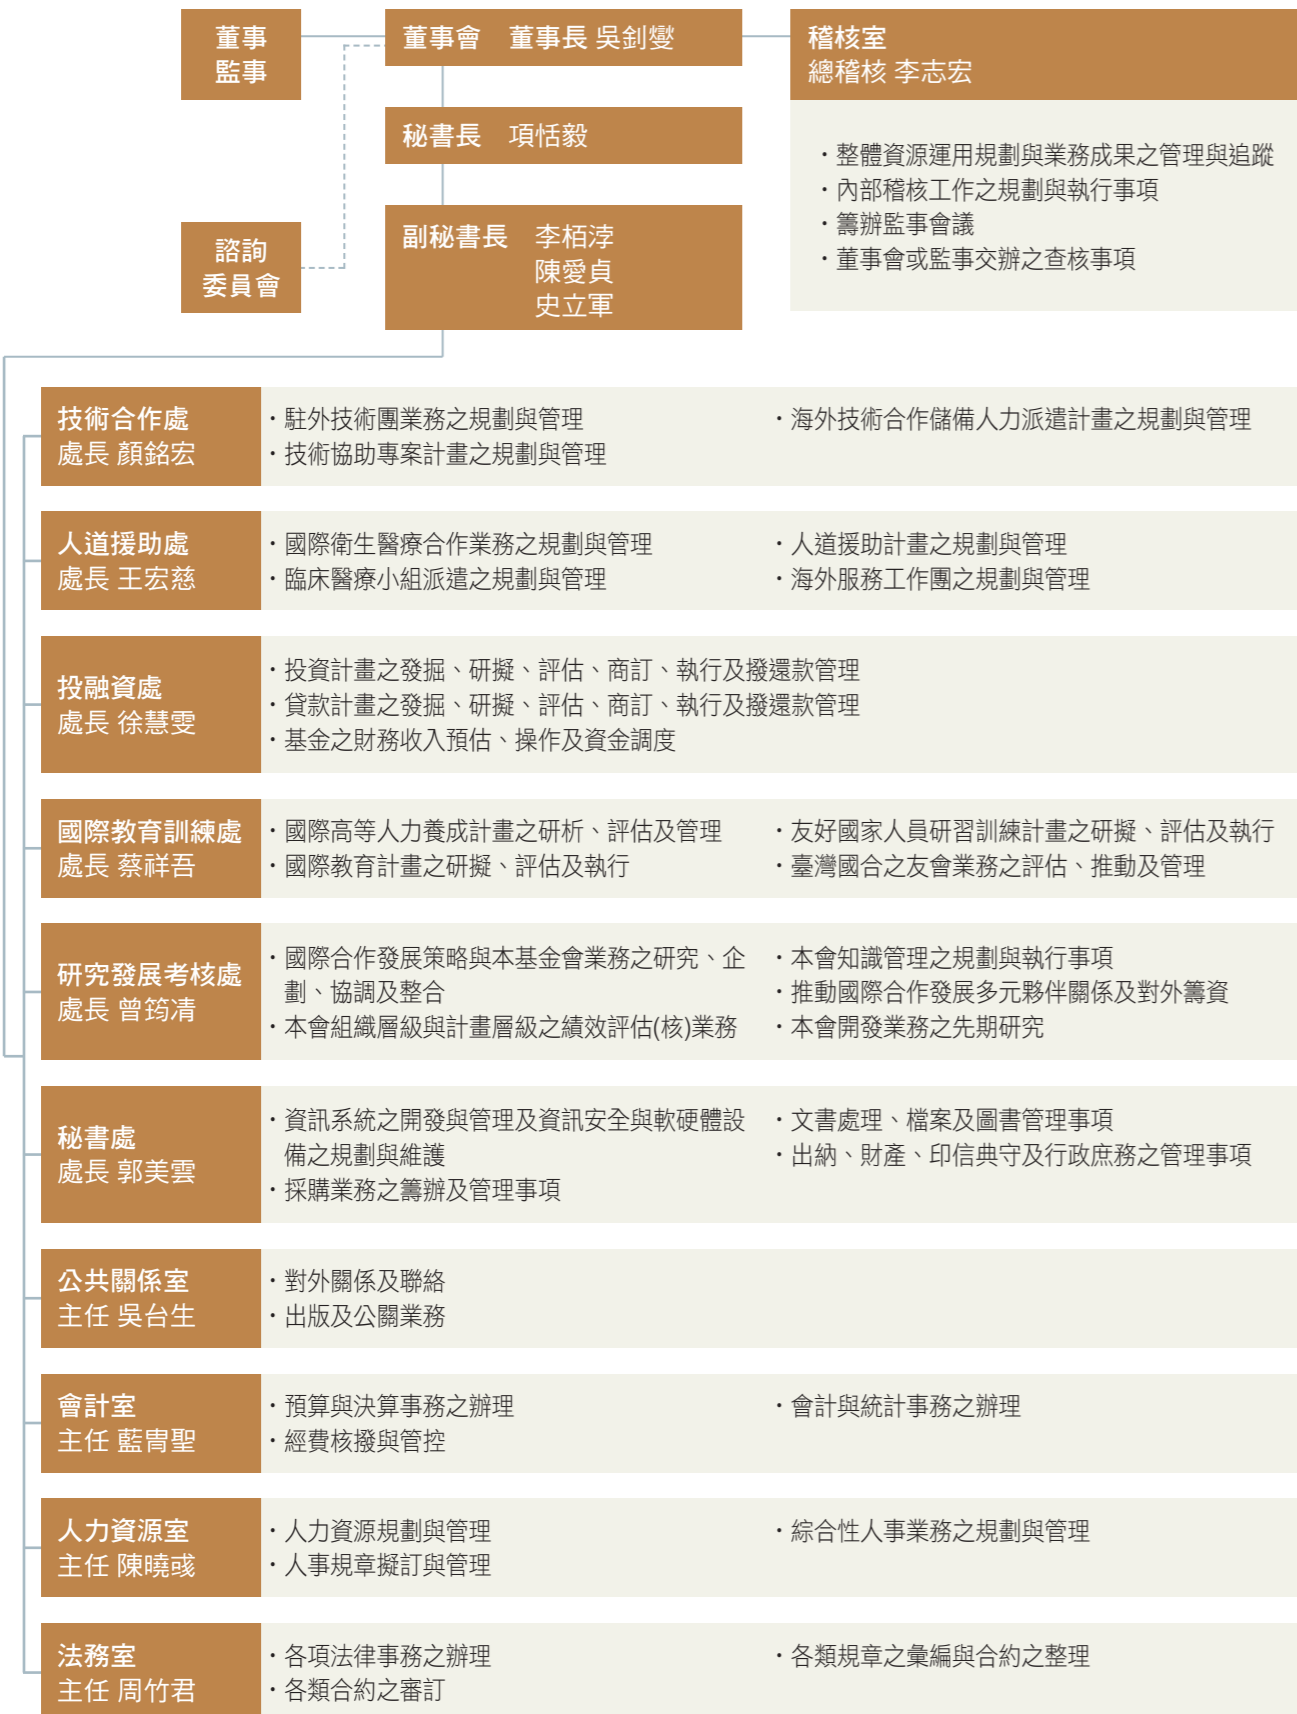 董事
監事
董事會　董事長 吳釗燮
稽核室
總稽核 李志宏
・整體資源運用規劃與業務成果之管理與追蹤
・內部稽核工作之規劃與執行事項
・籌辦監事會議
・董事會或監事交辦之查核事項
秘書長　項恬毅
諮詢
委員會
副秘書長　李栢浡
陳愛貞
史立軍
技術合作處
處長 顏銘宏
・駐外技術團業務之規劃與管理
・技術協助專案計畫之規劃與管理
・海外技術合作儲備人力派遣計畫之規劃與管理
人道援助處
處長 王宏慈
・國際衛生醫療合作業務之規劃與管理
・臨床醫療小組派遣之規劃與管理
・人道援助計畫之規劃與管理
・海外服務工作團之規劃與管理
投融資處
處長 徐慧雯
・投資計畫之發掘、研擬、評估、商訂、執行及撥還款管理
・貸款計畫之發掘、研擬、評估、商訂、執行及撥還款管理
・基金之財務收入預估、操作及資金調度
國際教育訓練處
處長 蔡祥吾
・國際高等人力養成計畫之研析、評估及管理
・國際教育計畫之研擬、評估及執行
・友好國家人員研習訓練計畫之研擬、評估及執行
・臺灣國合之友會業務之評估、推動及管理
研究發展考核處
處長 曾筠凊
・國際合作發展策略與本基金會業務之研究、企
劃、協調及整合
・本會組織層級與計畫層級之績效評估(核)業務
・本會知識管理之規劃與執行事項
・推動國際合作發展多元夥伴關係及對外籌資
・本會開發業務之先期研究
秘書處
處長 郭美雲
・資訊系統之開發與管理及資訊安全與軟硬體設
備之規劃與維護
・採購業務之籌辦及管理事項
・文書處理、檔案及圖書管理事項
・出納、財產、印信典守及行政庶務之管理事項
公共關係室
主任 吳台生
・對外關係及聯絡
・出版及公關業務
會計室
主任 藍冑聖
・預算與決算事務之辦理
・經費核撥與管控
・會計與統計事務之辦理
人力資源室
主任 陳曉彧
・人力資源規劃與管理
・人事規章擬訂與管理
・綜合性人事業務之規劃與管理
法務室
主任 周竹君
・各項法律事務之辦理
・各類合約之審訂
・各類規章之彙編與合約之整理